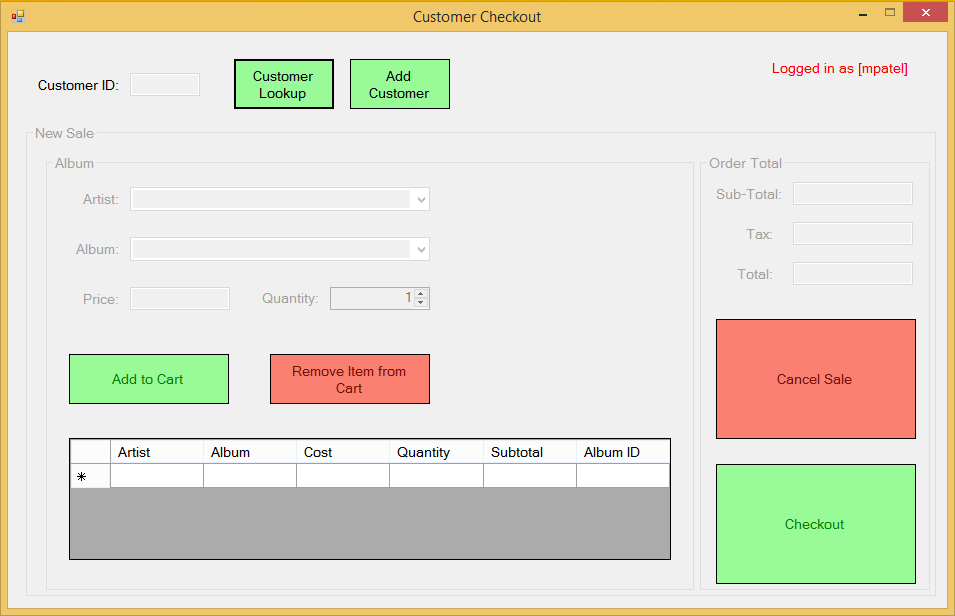 Customer Checkout
Customer ID:
Customer
Lookup
Add
Customer
Logged in as [mpatel]
New Sale
Album
Artist:
Album:
Price:
Quantity:
1
Add to Cart
Remove Item from
Cart
Artist Album Cost Quantity Subtotal Album ID
Order Total
Sub-Total:
Tax:
Total:
Cancel Sale
Checkout